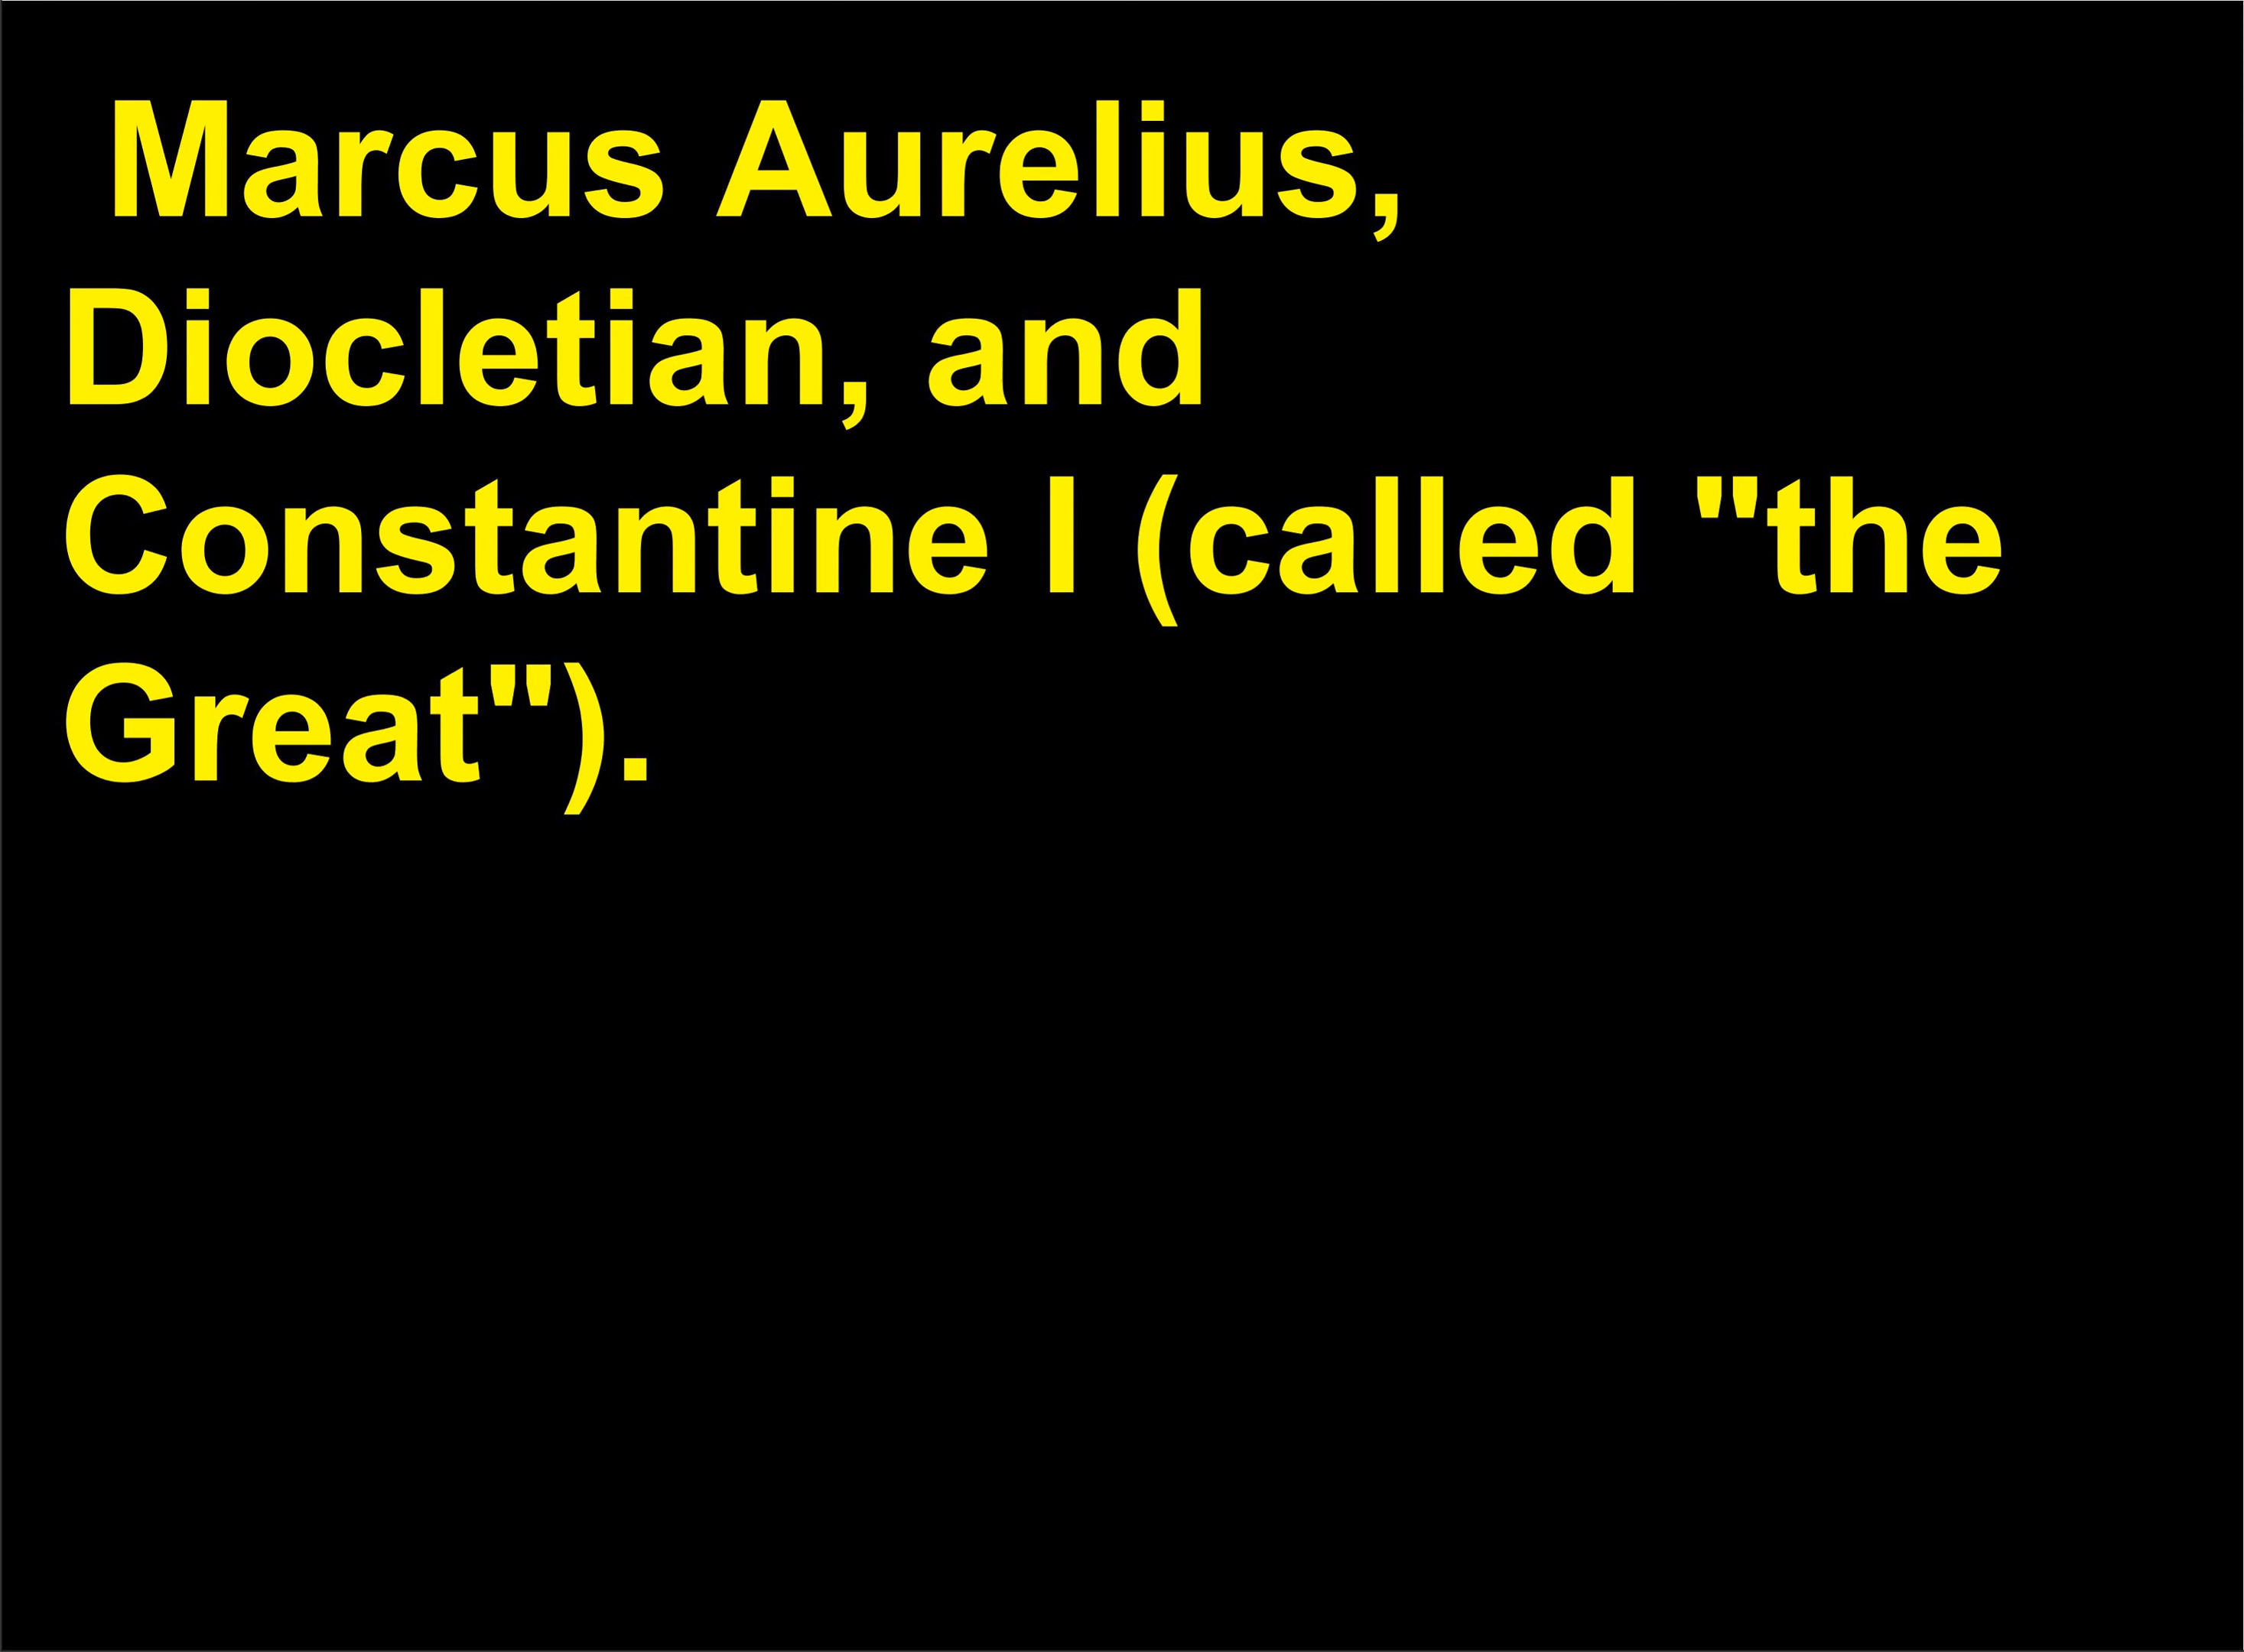 Marcus Aurelius,
Diocletian, and
Constantine I (called "the
Great").